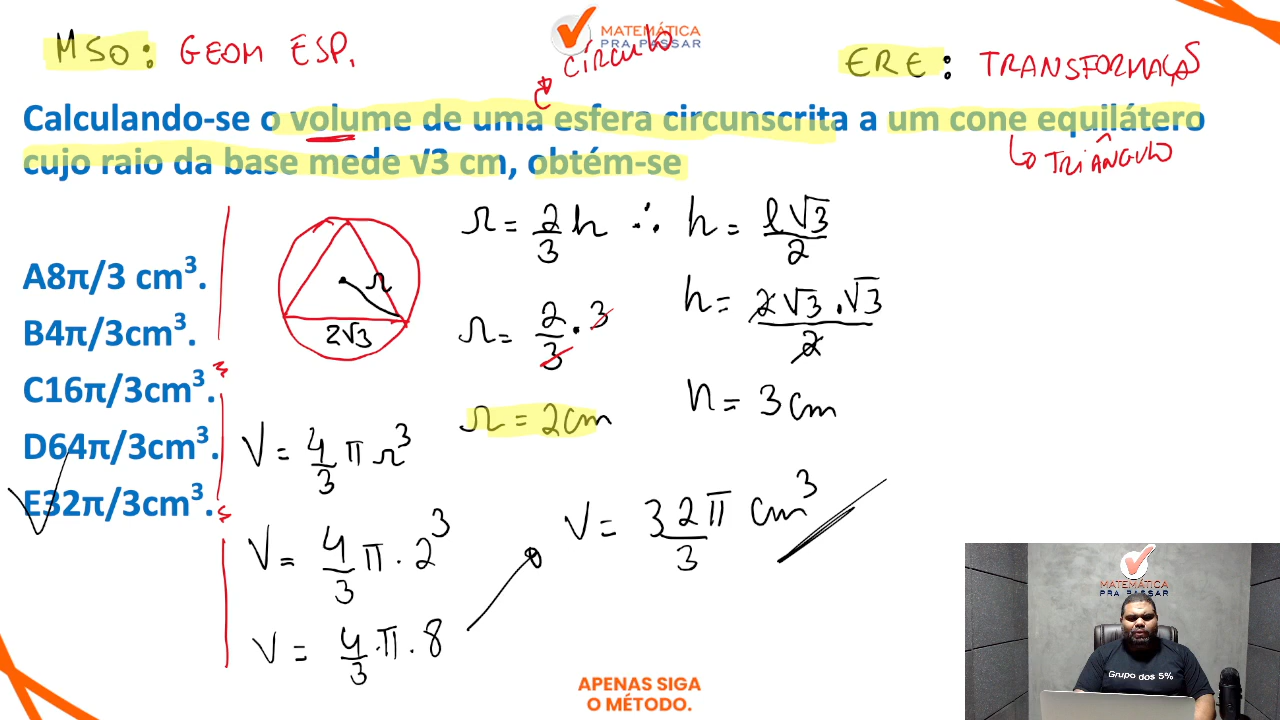 MATEMÁTICA
PRA PASSAR
MSO: GEOM ESP.
círculo
ERE: TRANSFORMAÇÃS
Calculando-se o volume de uma esfera circunscrita a um cone equilátero
cujo raio da base mede √3 cm, obtém-se
TRIÂNGULO
A8π/3 cm³.
B4π/3cm³.
C16π/3cm³.
D64π/3cm³.
E32π/3cm³.
r
2√3
r = 2/3 h ∴ h = l√3/2
r = 2/3 . 3
h = 2√3 . √3/2
r = 2cm
h = 3cm
V = 4/3 π r³
V = 4/3 π . 2³
V = 4/3 . π . 8
V = 32π/3 cm³
MATEMÁTICA
PRA PASSAR
Grupo dos 5%
APENAS SIGA
O MÉTODO.